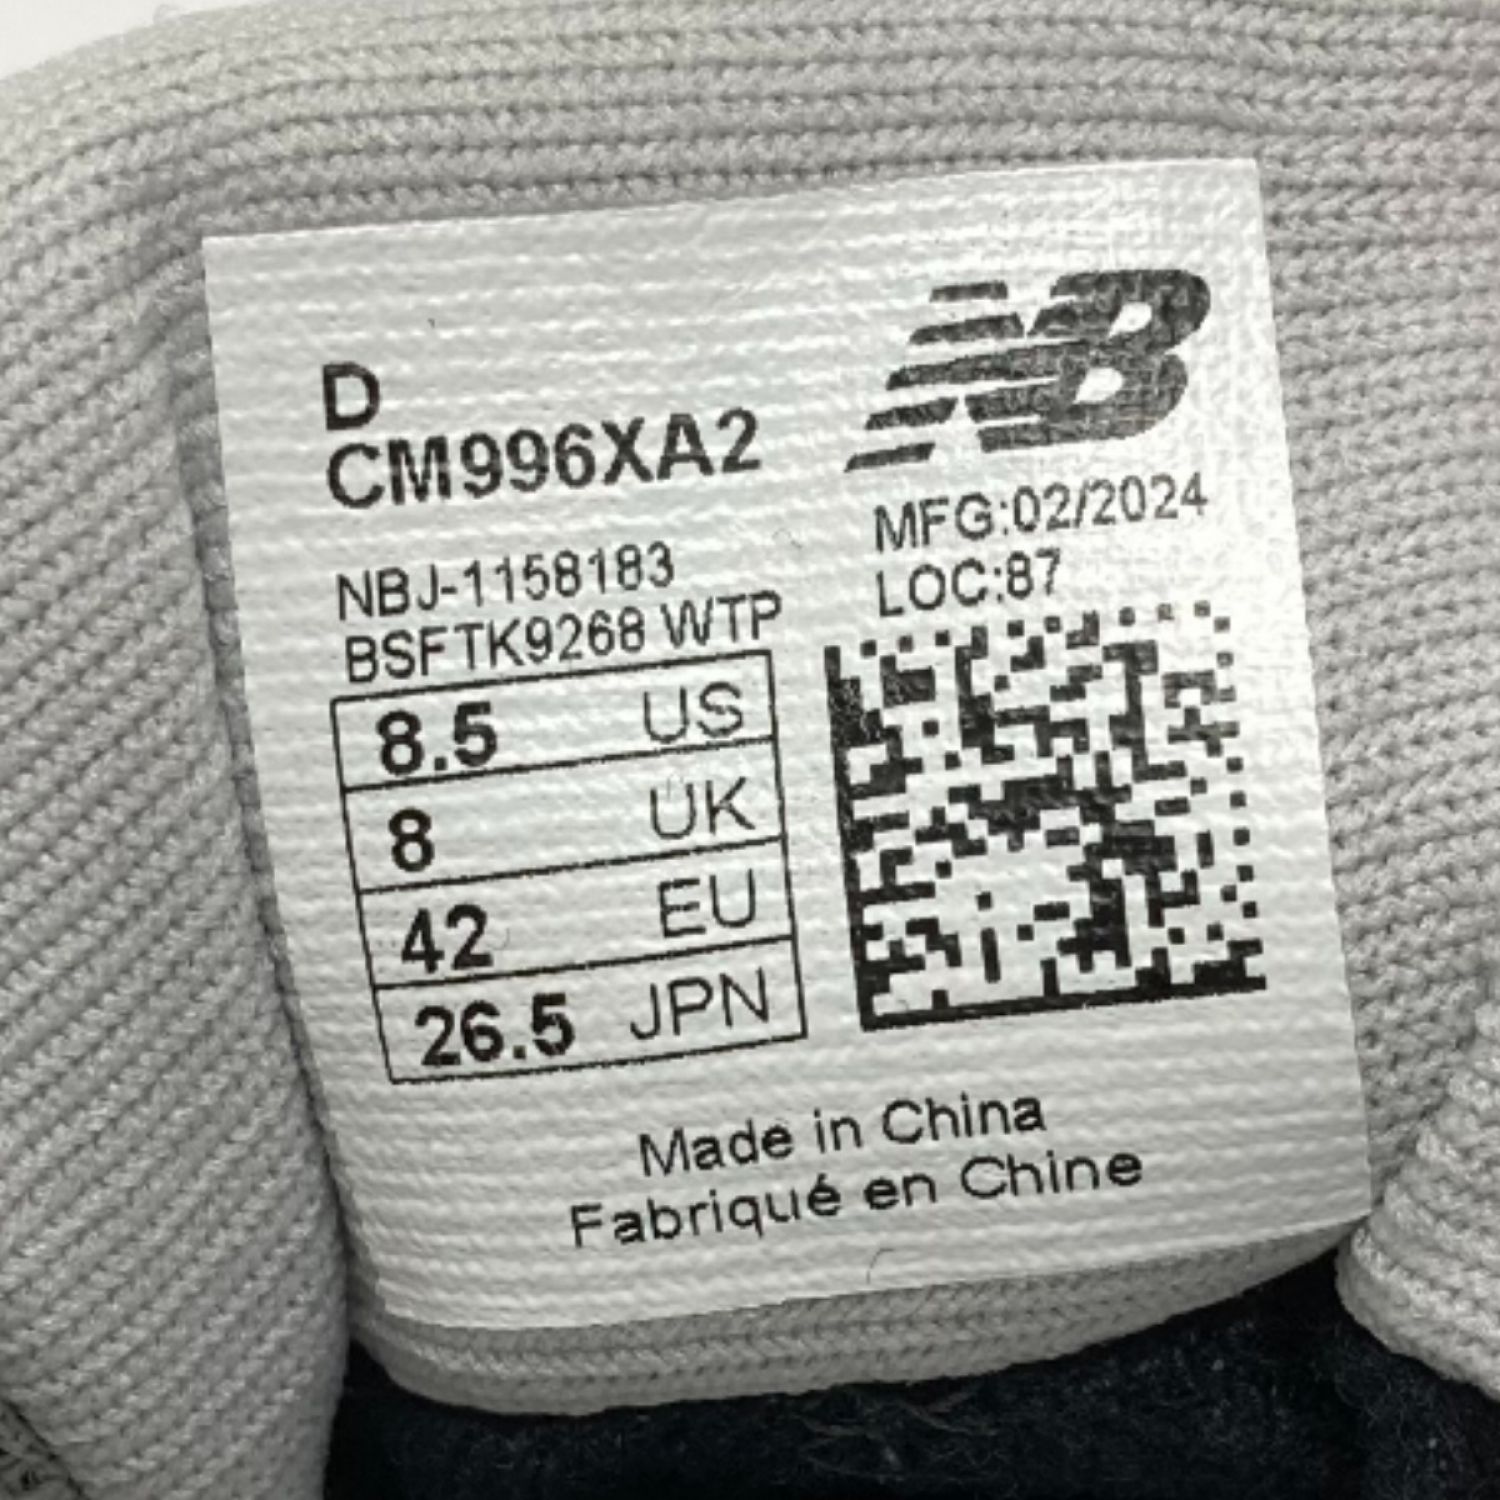 D
CM996XA2
NB
MFG:02/2024
LOC:87
NBJ-1158183
BSFTK9268 WTP
8.5 US
8 UK
42 EU
26.5 JPN
Made in China
Fabriqué en Chine